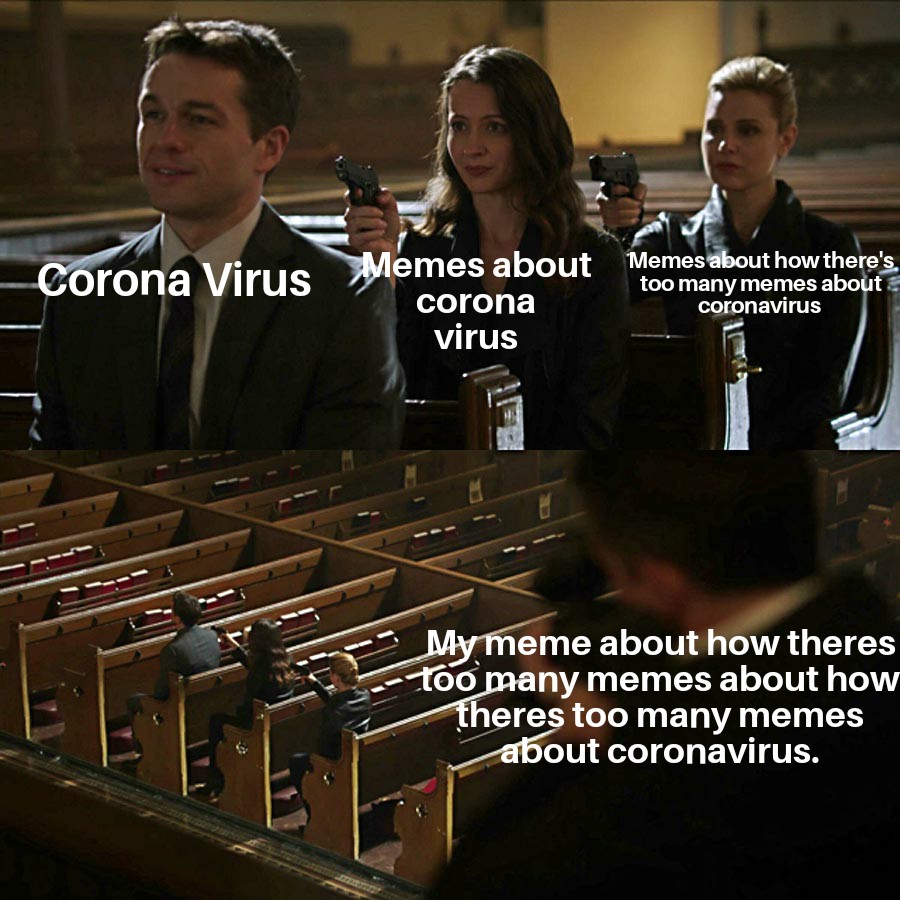 Corona Virus
Memes about
corona
virus
Memes about how there's
too many memes about
coronavirus
My meme about how theres
too many memes about how
theres too many memes
about coronavirus.